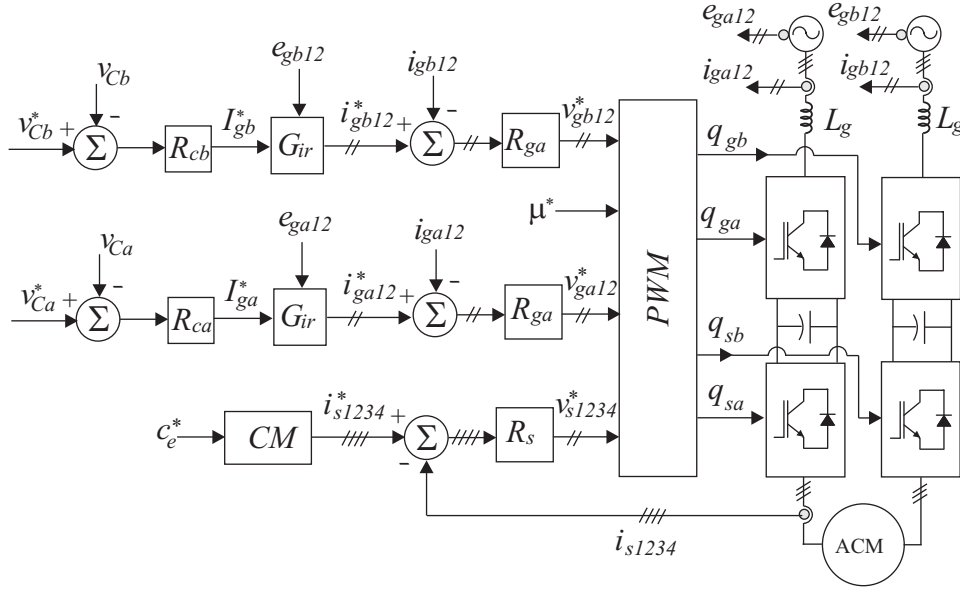 e_ga12
e_gb12
i_ga12
i_gb12
L_g
L_g
v_Cb
e_gb12
i_gb12
v*_Cb + - Σ R_cb I*_gb G_ir i*_gb12 + - Σ R_ga v*_gb12
μ*
v_Ca
e_ga12
i_ga12
v*_Ca + - Σ R_ca I*_ga G_ir i*_ga12 + - Σ R_ga v*_ga12
c*_e CM i*_s1234 + - Σ R_s v*_s1234
i_s1234
PWM
q_gb
q_ga
q_sb
q_sa
ACM